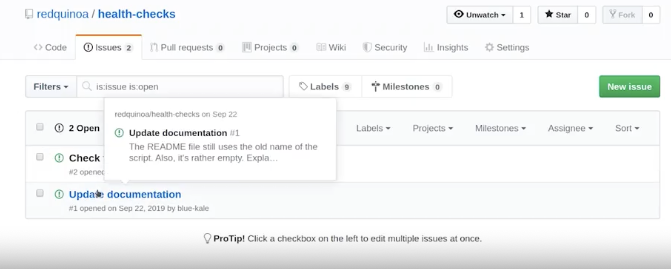 redquinoa / health-checks
Unwatch 1 Star 0 Fork 0
Code Issues 2 Pull requests 0 Projects 0 Wiki Security Insights Settings
Filters is:issue is:open Labels 9 Milestones 0 New issue
redquinoa/health-checks on Sep 22
Update documentation #1
The README file still uses the old name of the
script. Also, it's rather empty. Expla…
2 Open Labels Projects Milestones Assignee Sort
Check
#2 opened
Update documentation
#1 opened on Sep 22, 2019 by blue-kale
ProTip! Click a checkbox on the left to edit multiple issues at once.